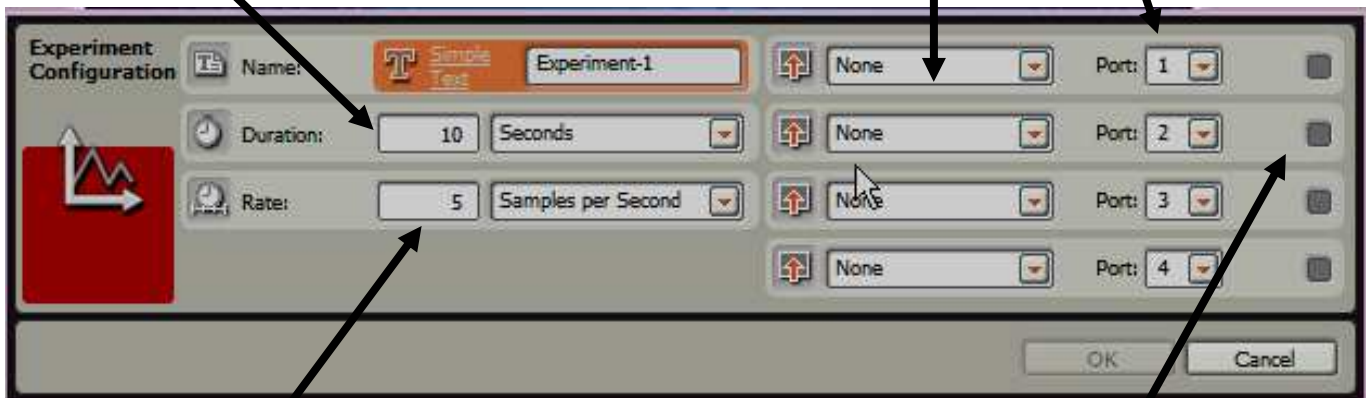 Experiment
Configuration
Name:
Simple
Text
Experiment-1
Duration:
10
Seconds
Rate:
5
Samples per Second
None
Port: 1
None
Port: 2
None
Port: 3
None
Port: 4
OK
Cancel